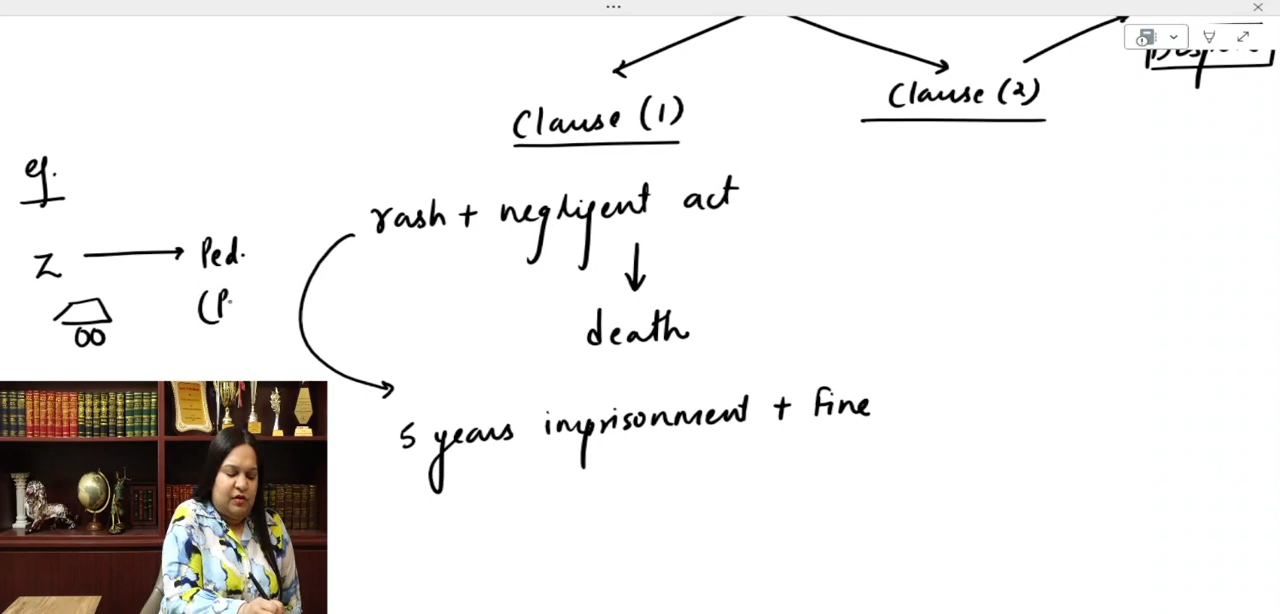 Clause (1)
Clause (2)
eg.
rash + negligent act
Z → Ped.
(P.
↓
death
5 years imprisonment + fine